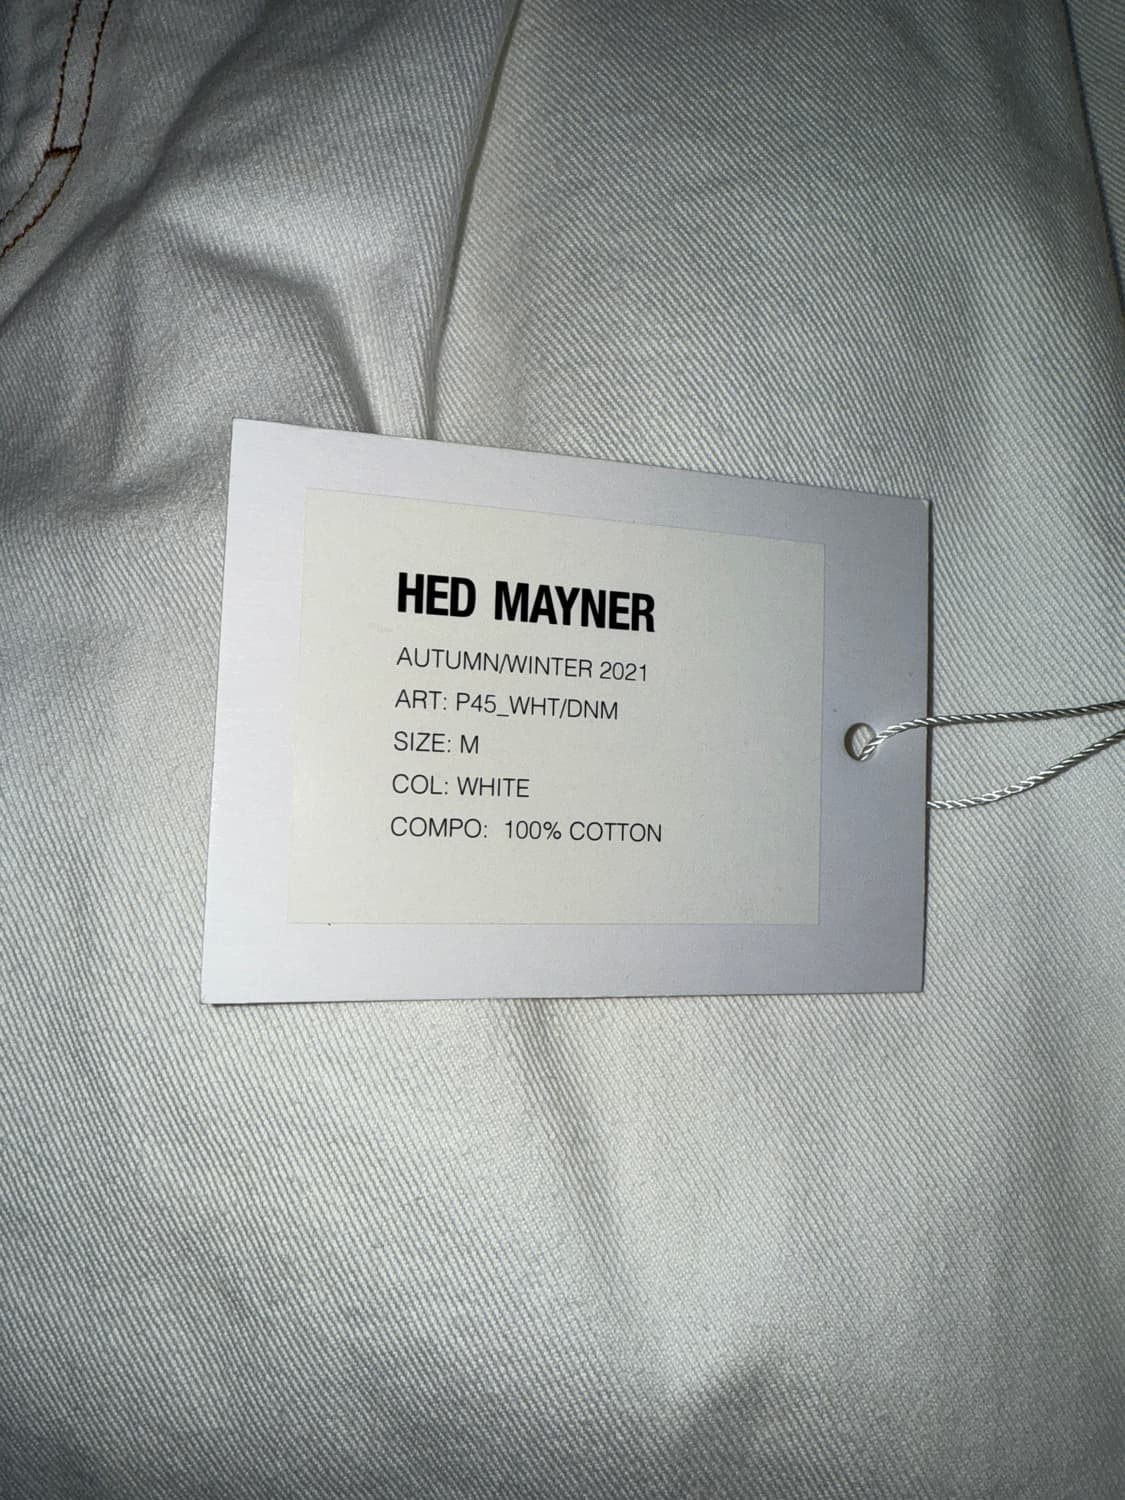 HED MAYNER
AUTUMN/WINTER 2021
ART: P45_WHT/DNM
SIZE: M
COL: WHITE
COMPO: 100% COTTON